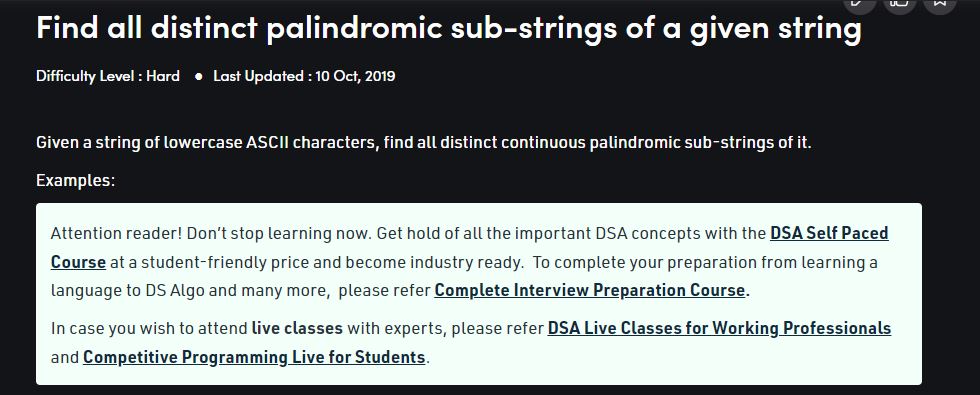 Find all distinct palindromic sub-strings of a given string
Difficulty Level : Hard ● Last Updated : 10 Oct, 2019
Given a string of lowercase ASCII characters, find all distinct continuous palindromic sub-strings of it.
Examples:
Attention reader! Don’t stop learning now. Get hold of all the important DSA concepts with the DSA Self Paced
Course at a student-friendly price and become industry ready.  To complete your preparation from learning a
language to DS Algo and many more,  please refer Complete Interview Preparation Course.
In case you wish to attend live classes with experts, please refer DSA Live Classes for Working Professionals
and Competitive Programming Live for Students.